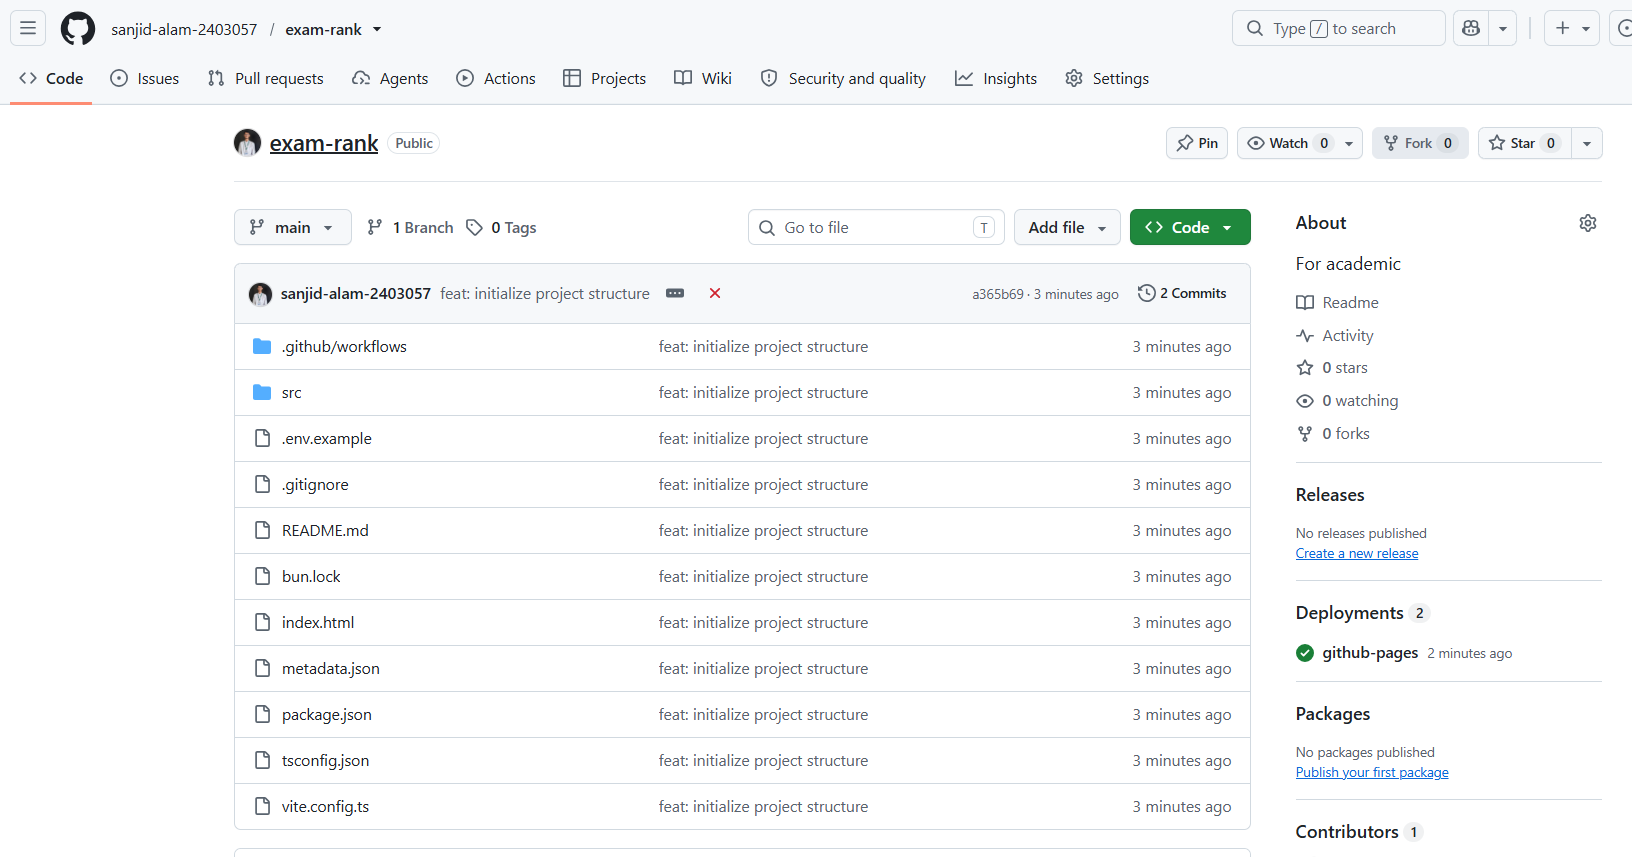 sanjid-alam-2403057 / exam-rank
Type / to search
Code Issues Pull requests Agents Actions Projects Wiki Security and quality Insights Settings
exam-rank Public
Pin Watch 0 Fork 0 Star 0
main 1 Branch 0 Tags Go to file T Add file Code
sanjid-alam-2403057 feat: initialize project structure a365b69 · 3 minutes ago 2 Commits
.github/workflows feat: initialize project structure 3 minutes ago
src feat: initialize project structure 3 minutes ago
.env.example feat: initialize project structure 3 minutes ago
.gitignore feat: initialize project structure 3 minutes ago
README.md feat: initialize project structure 3 minutes ago
bun.lock feat: initialize project structure 3 minutes ago
index.html feat: initialize project structure 3 minutes ago
metadata.json feat: initialize project structure 3 minutes ago
package.json feat: initialize project structure 3 minutes ago
tsconfig.json feat: initialize project structure 3 minutes ago
vite.config.ts feat: initialize project structure 3 minutes ago
About
For academic
Readme
Activity
0 stars
0 watching
0 forks
Releases
No releases published
Create a new release
Deployments 2
github-pages 2 minutes ago
Packages
No packages published
Publish your first package
Contributors 1